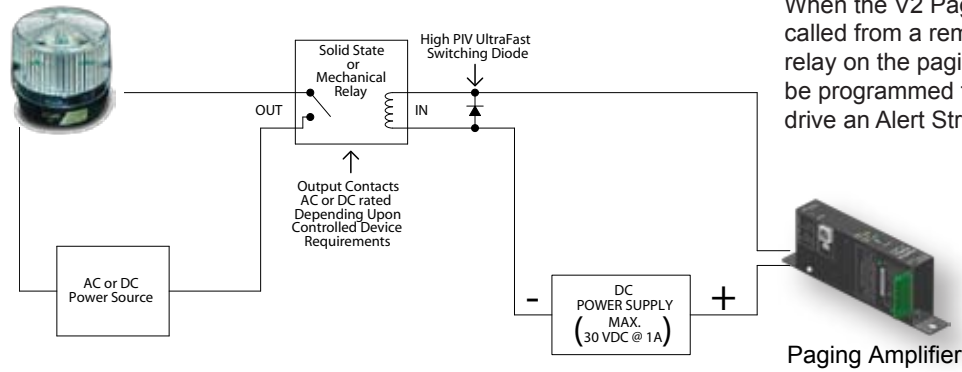 When the V2 Pag
called from a rem
relay on the pagi
be programmed t
drive an Alert Str
Solid State
or
Mechanical
Relay
High PIV UltraFast
Switching Diode
OUT
IN
Output Contacts
AC or DC rated
Depending Upon
Controlled Device
Requirements
AC or DC
Power Source
-
DC
POWER SUPPLY
MAX.
(30 VDC @ 1A)
+
Paging Amplifier